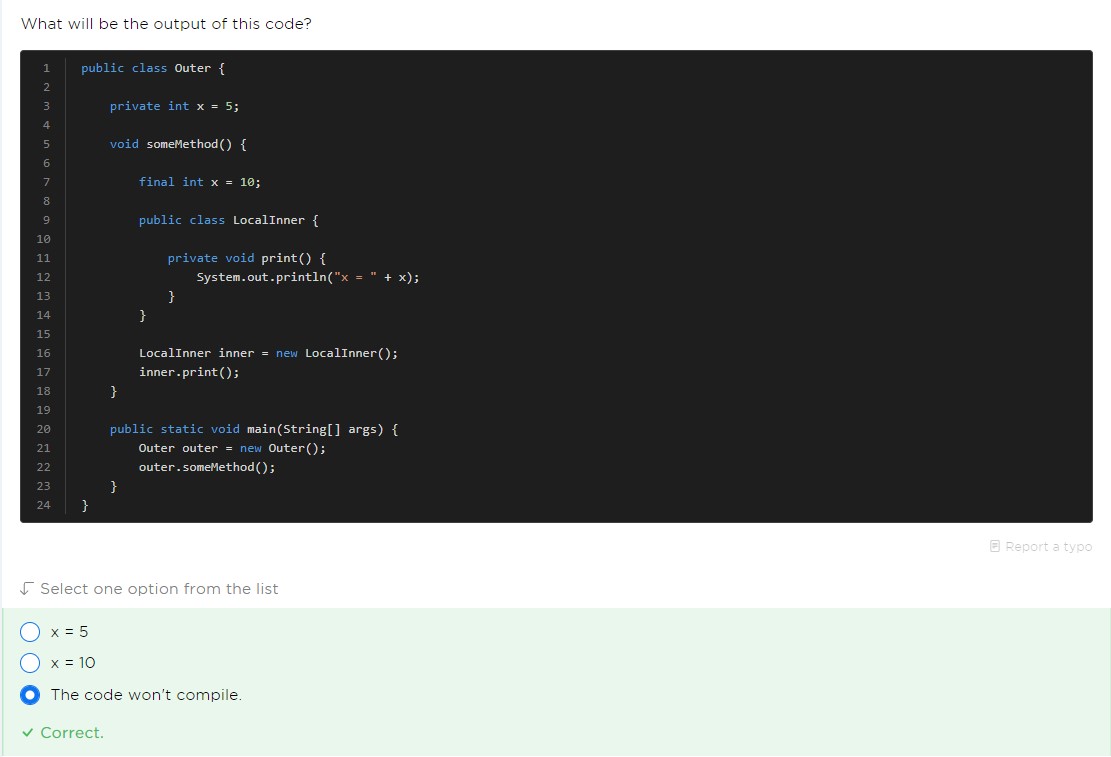 What will be the output of this code?
1 public class Outer {
2
3 private int x = 5;
4
5 void someMethod() {
6
7 final int x = 10;
8
9 public class LocalInner {
10
11 private void print() {
12 System.out.println("x = " + x);
13 }
14 }
15
16 LocalInner inner = new LocalInner();
17 inner.print();
18 }
19
20 public static void main(String[] args) {
21 Outer outer = new Outer();
22 outer.someMethod();
23 }
24 }
Report a typo
Select one option from the list
x = 5
x = 10
The code won't compile.
✓ Correct.